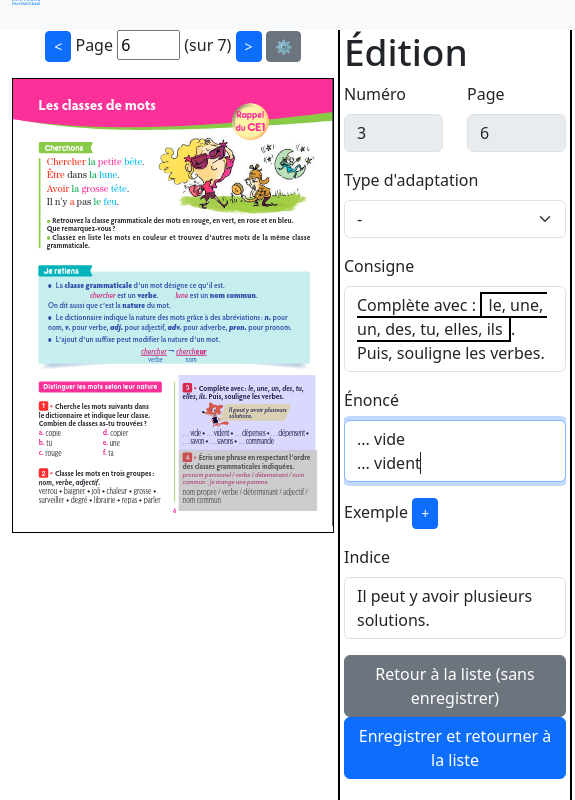 < Page 6 (sur 7) > ⚙️
Les classes de mots
Rappel
du CE1
Cherchons
Chercher la petite bête.
Être dans la lune.
Avoir la grosse tête.
Il n'y a pas le feu.
• Retrouvez la classe grammaticale des mots en rouge, en vert, en rose et en bleu.
Que remarquez-vous ?
• Classez en liste les mots en couleur et trouvez d'autres mots de la même classe
grammaticale.
Je retiens
• La classe grammaticale d'un mot désigne ce qu'il est.
chercher est un verbe. lune est un nom commun.
On dit aussi que c'est la nature du mot.
• Le dictionnaire indique la nature des mots grâce à des abréviations : n. pour
nom, v. pour verbe, adj. pour adjectif, adv. pour adverbe, pron. pour pronom.
• L'ajout d'un suffixe peut modifier la nature d'un mot.
chercher → chercheur
verbe nom
Distinguer les mots selon leur nature
1 • Cherche les mots suivants dans
le dictionnaire et indique leur classe.
Combien de classes as-tu trouvées ?
a. copie d. copier
b. tu e. une
c. rouge f. ta
2 • Classe les mots en trois groupes :
nom, verbe, adjectif.
verrou • baigner • joli • chaleur • grosse •
surveiller • degré • librairie • repas • parler
3 • Complète avec : le, une, un, des, tu,
elles, ils. Puis, souligne les verbes.
Il peut y avoir plusieurs
solutions.
... vide • ... vident • ... dépenses • ... dépensent •
... savon • ... savons • ... commande
4 • Écris une phrase en respectant l'ordre
des classes grammaticales indiquées.
pronom personnel / verbe / déterminant / nom
commun : Je mange une pomme.
nom propre / verbe / déterminant / adjectif /
nom commun
6
Édition
Numéro Page
3 6
Type d'adaptation
-
Consigne
Complète avec : le, une,
un, des, tu, elles, ils .
Puis, souligne les verbes.
Énoncé
... vide
... vident
Exemple +
Indice
Il peut y avoir plusieurs
solutions.
Retour à la liste (sans
enregistrer)
Enregistrer et retourner à
la liste